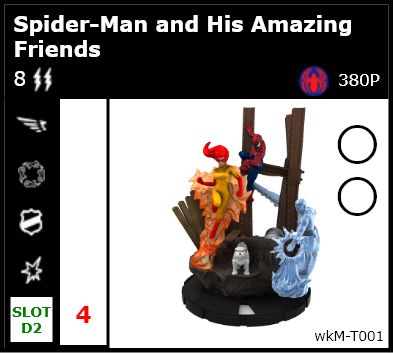 Spider-Man and His Amazing
Friends
8 380P
SLOT
D2
4
wkM-T001